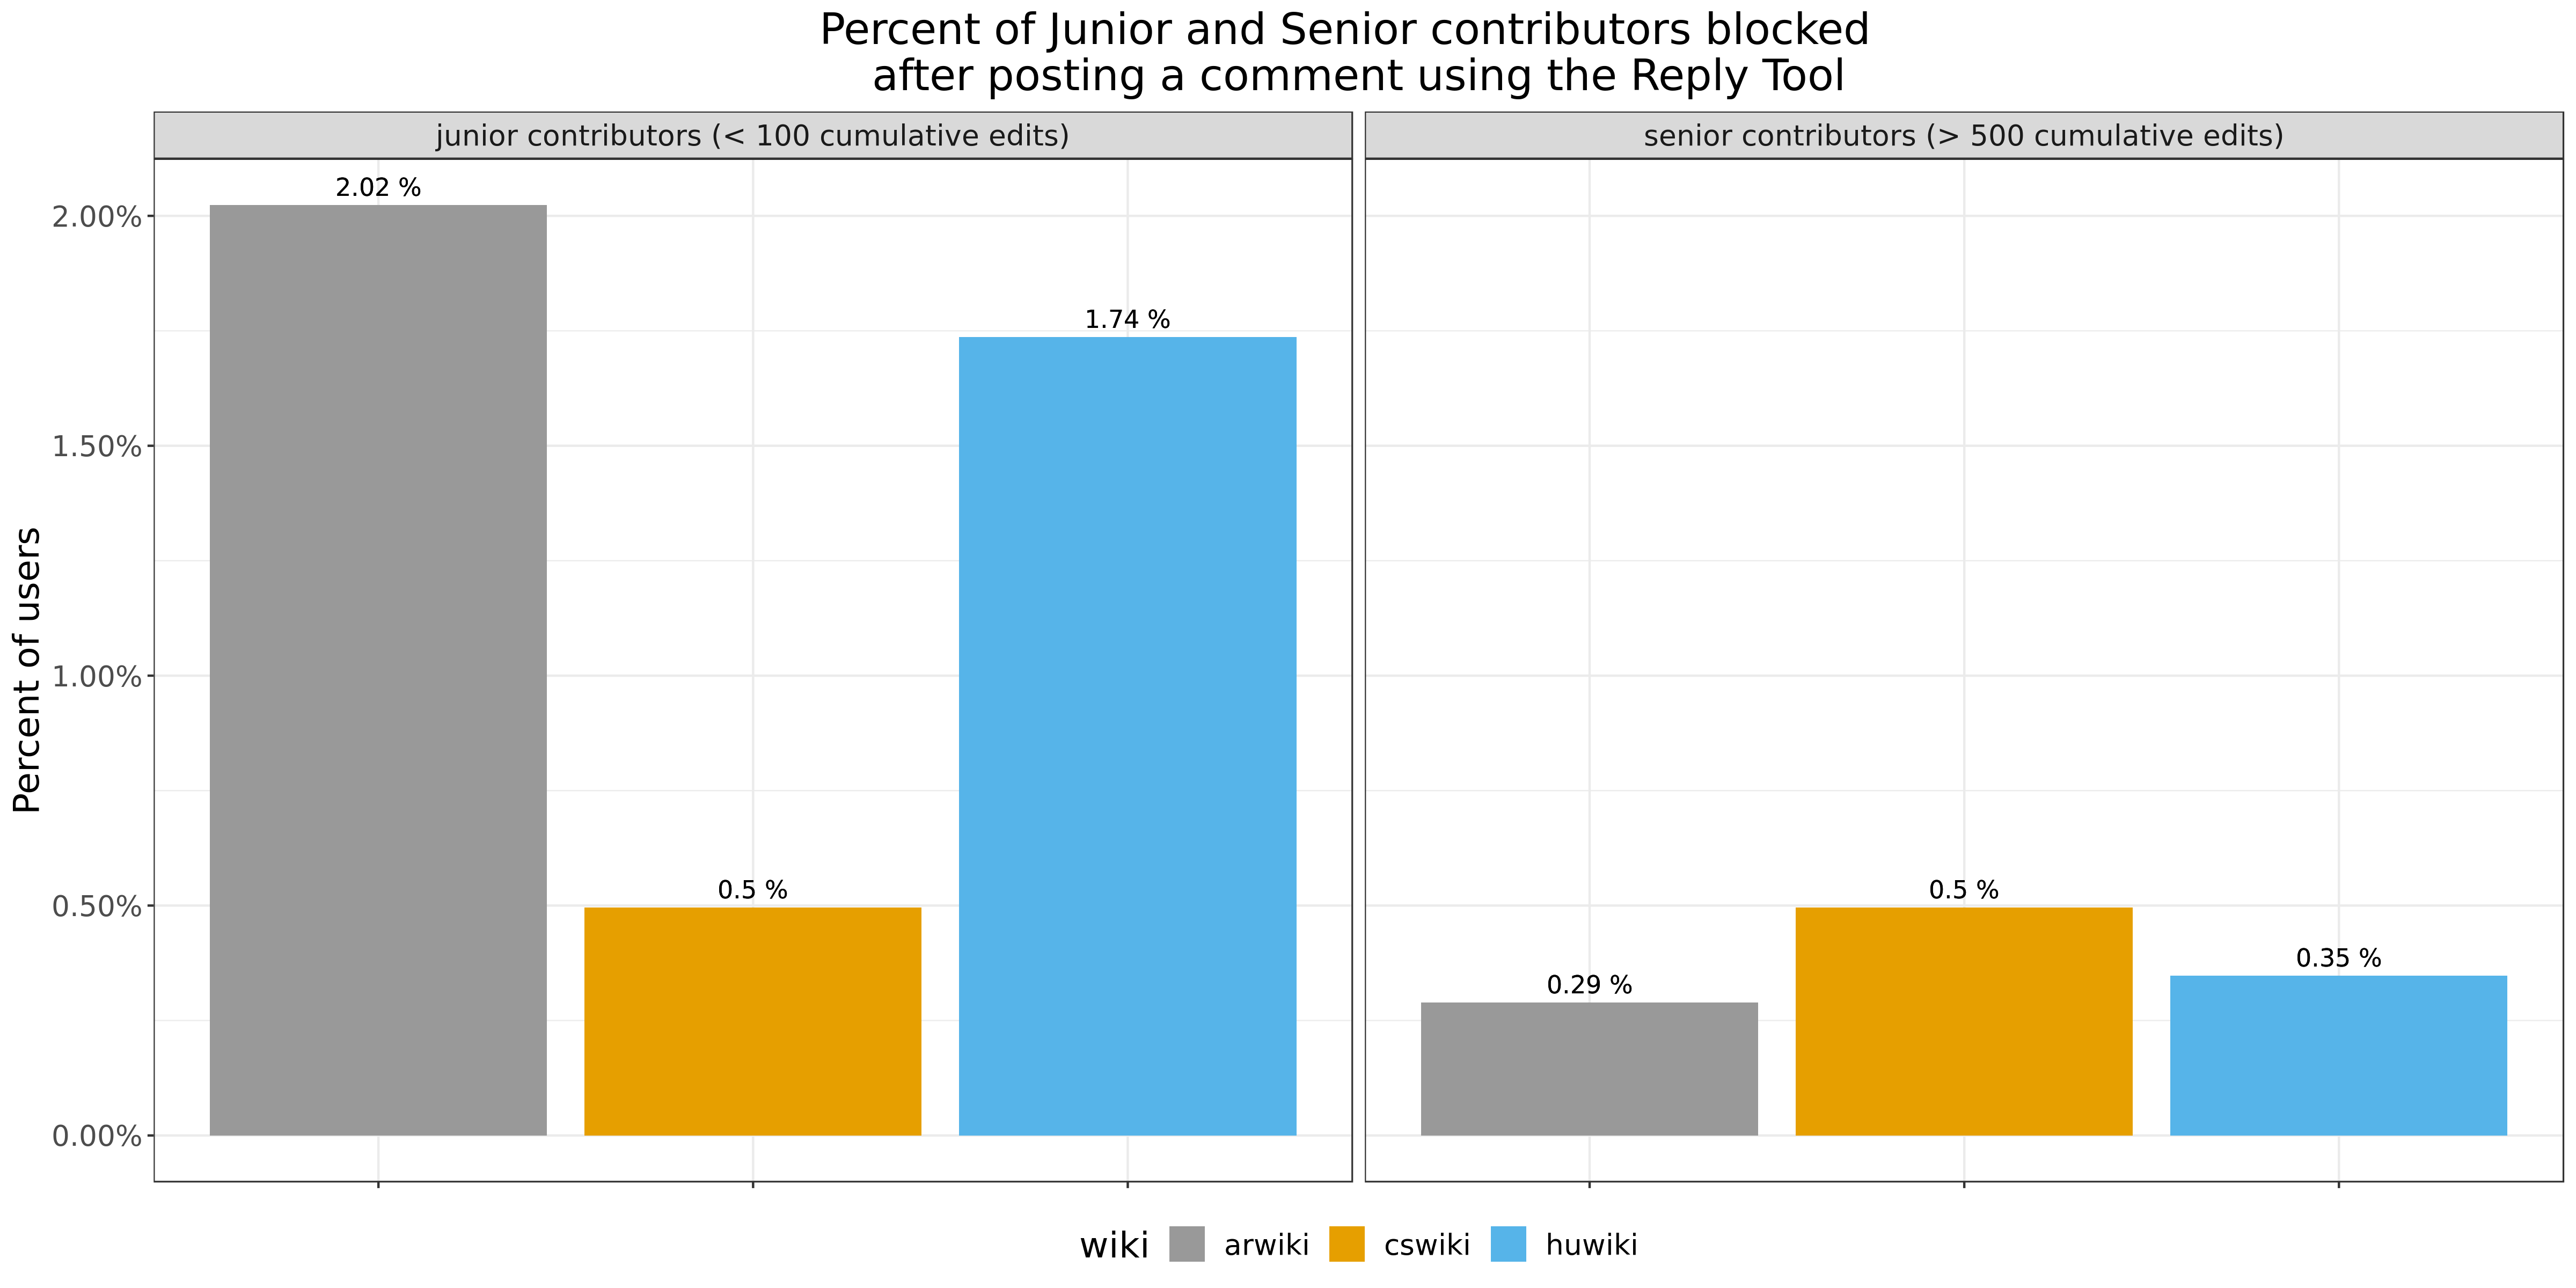 Percent of Junior and Senior contributors blocked
after posting a comment using the Reply Tool
junior contributors (< 100 cumulative edits)
senior contributors (> 500 cumulative edits)
Percent of users
2.00%
1.50%
1.00%
0.50%
0.00%
2.02 %
0.5 %
1.74 %
0.29 %
0.5 %
0.35 %
wiki arwiki cswiki huwiki